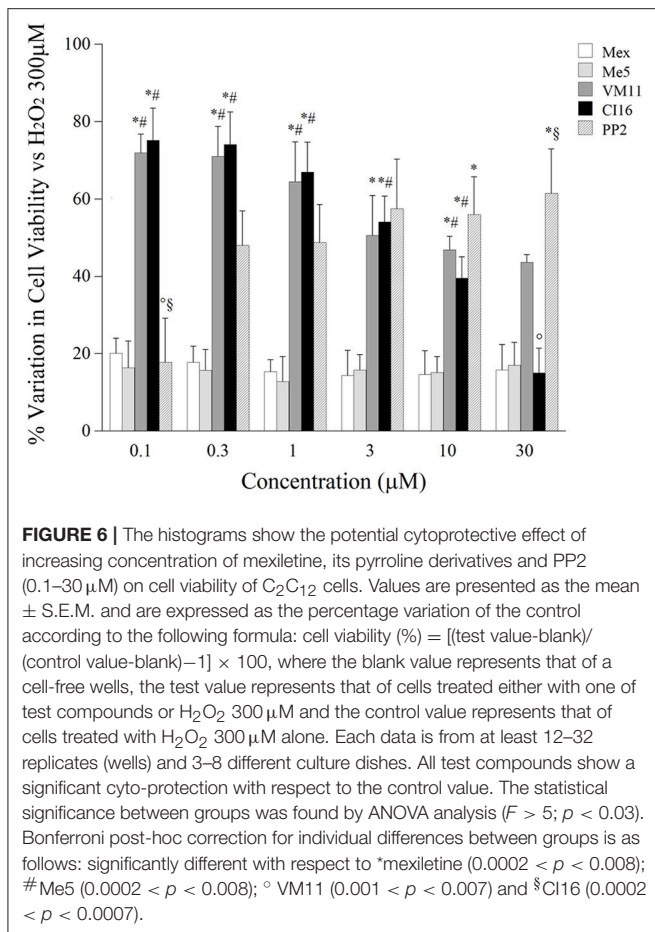 100
80
60
40
20
0
% Variation in Cell Viability vs H₂O₂ 300μM
Mex
Me5
VM11
CI16
PP2
*# *# °§
*# *#
*# *#
* **#
*# *# *
° *§
0.1 0.3 1 3 10 30
Concentration (μM)
FIGURE 6 | The histograms show the potential cytoprotective effect of
increasing concentration of mexiletine, its pyrroline derivatives and PP2
(0.1–30 μM) on cell viability of C₂C₁₂ cells. Values are presented as the mean
± S.E.M. and are expressed as the percentage variation of the control
according to the following formula: cell viability (%) = [(test value-blank)/
(control value-blank)−1] × 100, where the blank value represents that of a
cell-free wells, the test value represents that of cells treated either with one of
test compounds or H₂O₂ 300 μM and the control value represents that of
cells treated with H₂O₂ 300 μM alone. Each data is from at least 12–32
replicates (wells) and 3–8 different culture dishes. All test compounds show a
significant cyto-protection with respect to the control value. The statistical
significance between groups was found by ANOVA analysis (F > 5; p < 0.03).
Bonferroni post-hoc correction for individual differences between groups is as
follows: significantly different with respect to *mexiletine (0.0002 < p < 0.008);
#Me5 (0.0002 < p < 0.008); ° VM11 (0.001 < p < 0.007) and §CI16 (0.0002
< p < 0.0007).